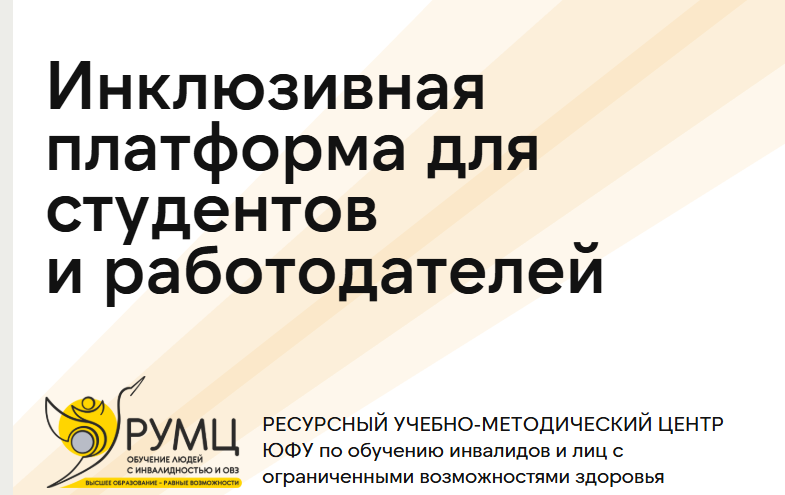 Инклюзивная
платформа для
студентов
и работодателей
РУМЦ
ОБУЧЕНИЕ ЛЮДЕЙ
С ИНВАЛИДНОСТЬЮ И ОВЗ
ВЫСШЕЕ ОБРАЗОВАНИЕ – РАВНЫЕ ВОЗМОЖНОСТИ
РЕСУРСНЫЙ УЧЕБНО-МЕТОДИЧЕСКИЙ ЦЕНТР
ЮФУ по обучению инвалидов и лиц с
ограниченными возможностями здоровья